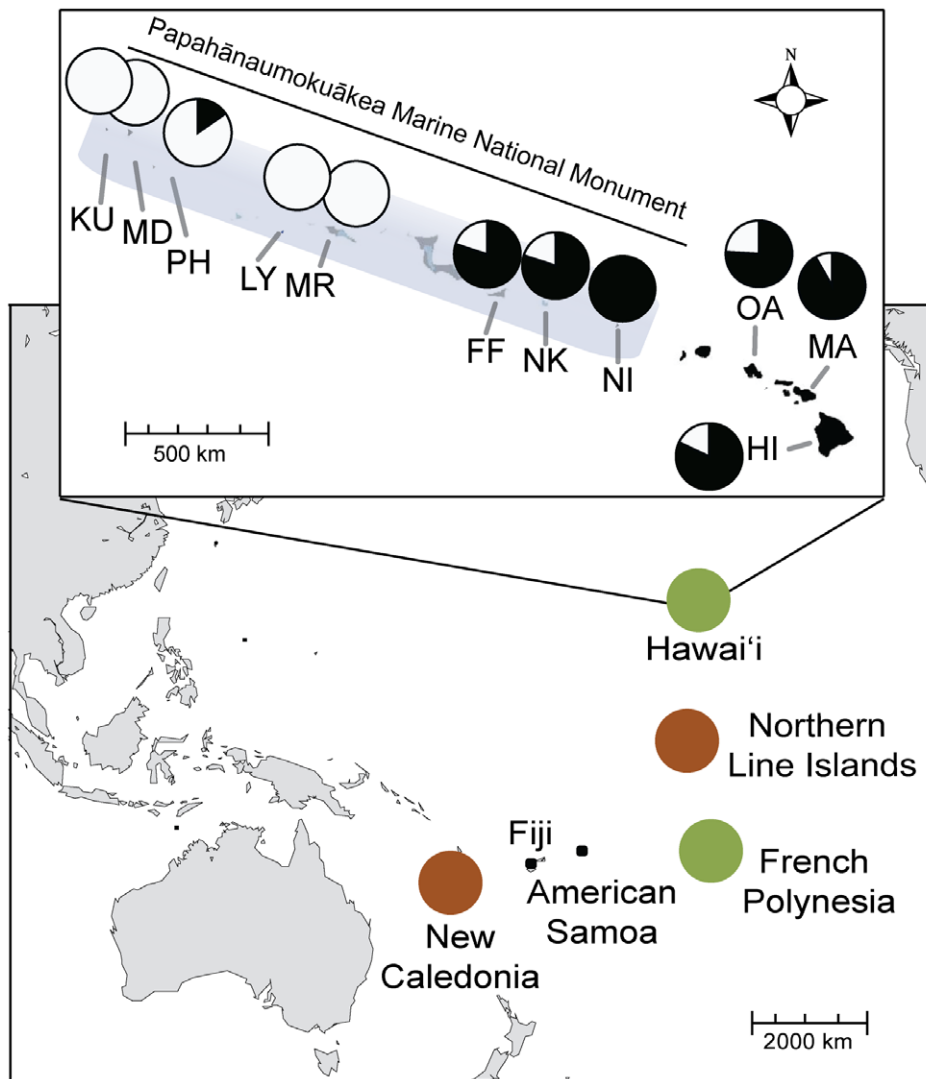 N
Papahānaumokuākea Marine National Monument
KU
MD
PH
LY
MR
FF
NK
NI
OA
MA
HI
500 km
Hawaiʻi
Northern
Line Islands
Fiji
American
Samoa
French
Polynesia
New
Caledonia
2000 km